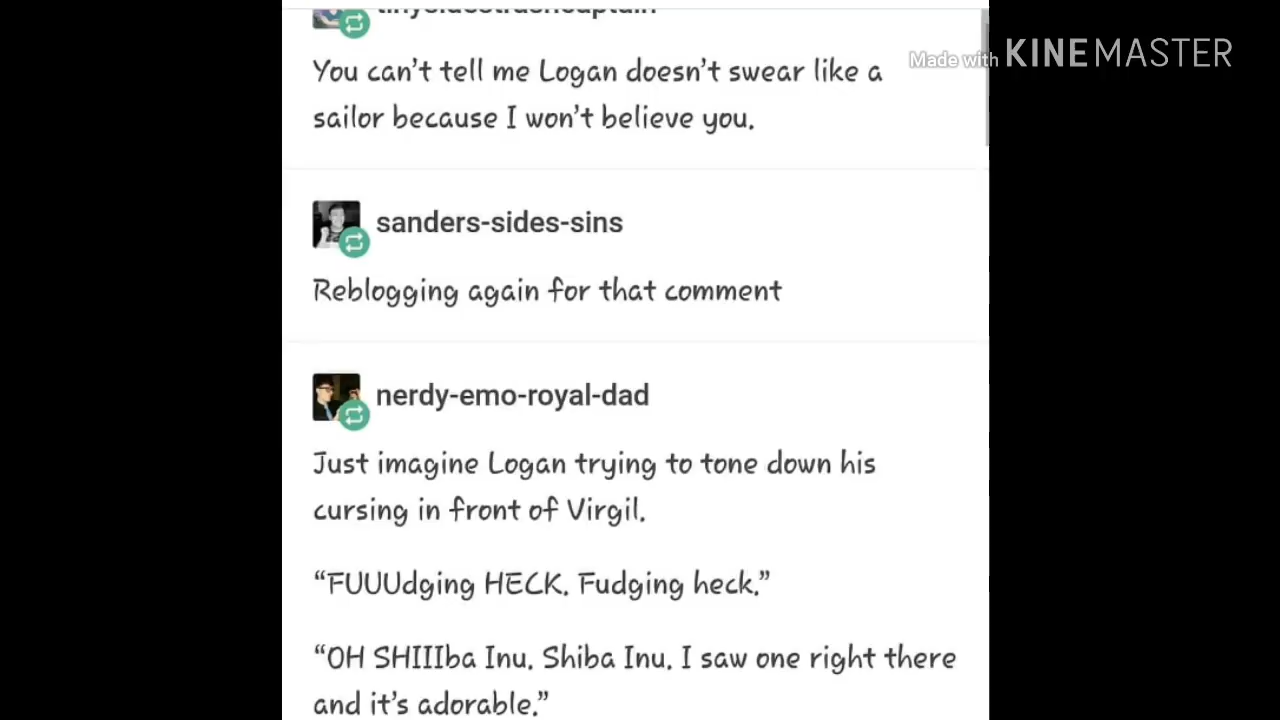 Made with KINEMASTER
You can't tell me Logan doesn't swear like a
sailor because I won't believe you.
sanders-sides-sins
Reblogging again for that comment
nerdy-emo-royal-dad
Just imagine Logan trying to tone down his
cursing in front of Virgil.
“FUUUdging HECK. Fudging heck.”
“OH SHIIIba Inu. Shiba Inu. I saw one right there
and it's adorable.”